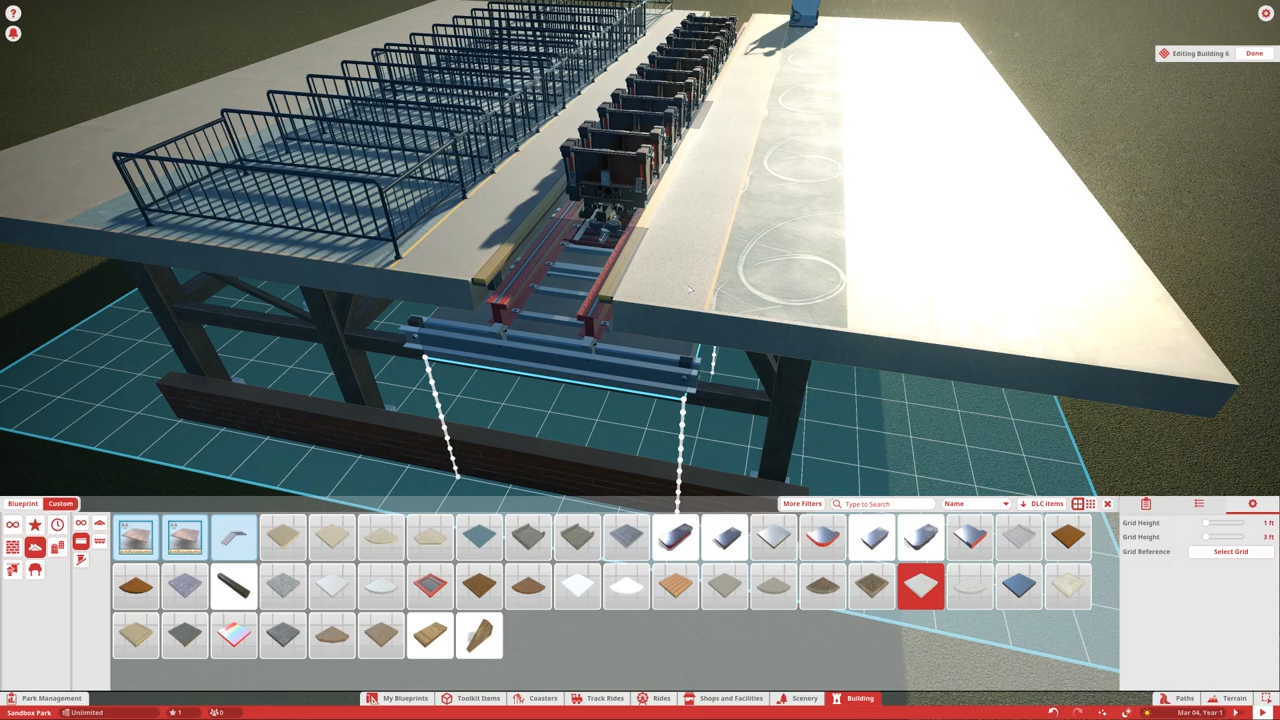 ?
Editing Building 6
Done
Blueprint
Custom
More Filters
Type to Search
Name
DLC items
Grid Height
1 ft
Grid Height
3 ft
Grid Reference
Select Grid
Park Management
My Blueprints
Toolkit Items
Coasters
Track Rides
Rides
Shops and Facilities
Scenery
Building
Paths
Terrain
Sandbox Park
Unlimited
1
0
Mar 04, Year 1